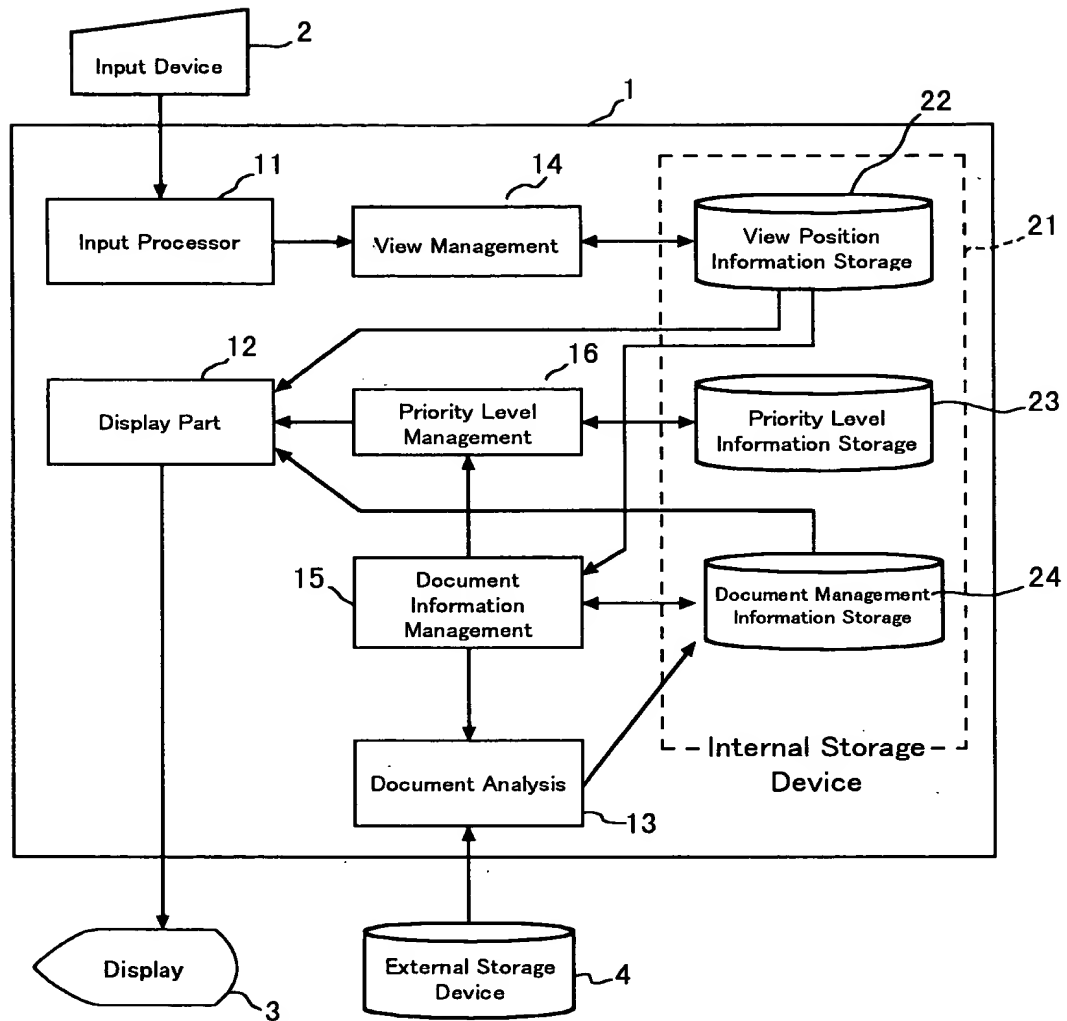 2
Input Device
1
22
11
14
21
Input Processor
View Management
View Position
Information Storage
12
16
23
Display Part
Priority Level
Management
Priority Level
Information Storage
15
Document
Information
Management
24
Document Management
Information Storage
Internal Storage
Device
Document Analysis
13
Display
3
External Storage
Device
4